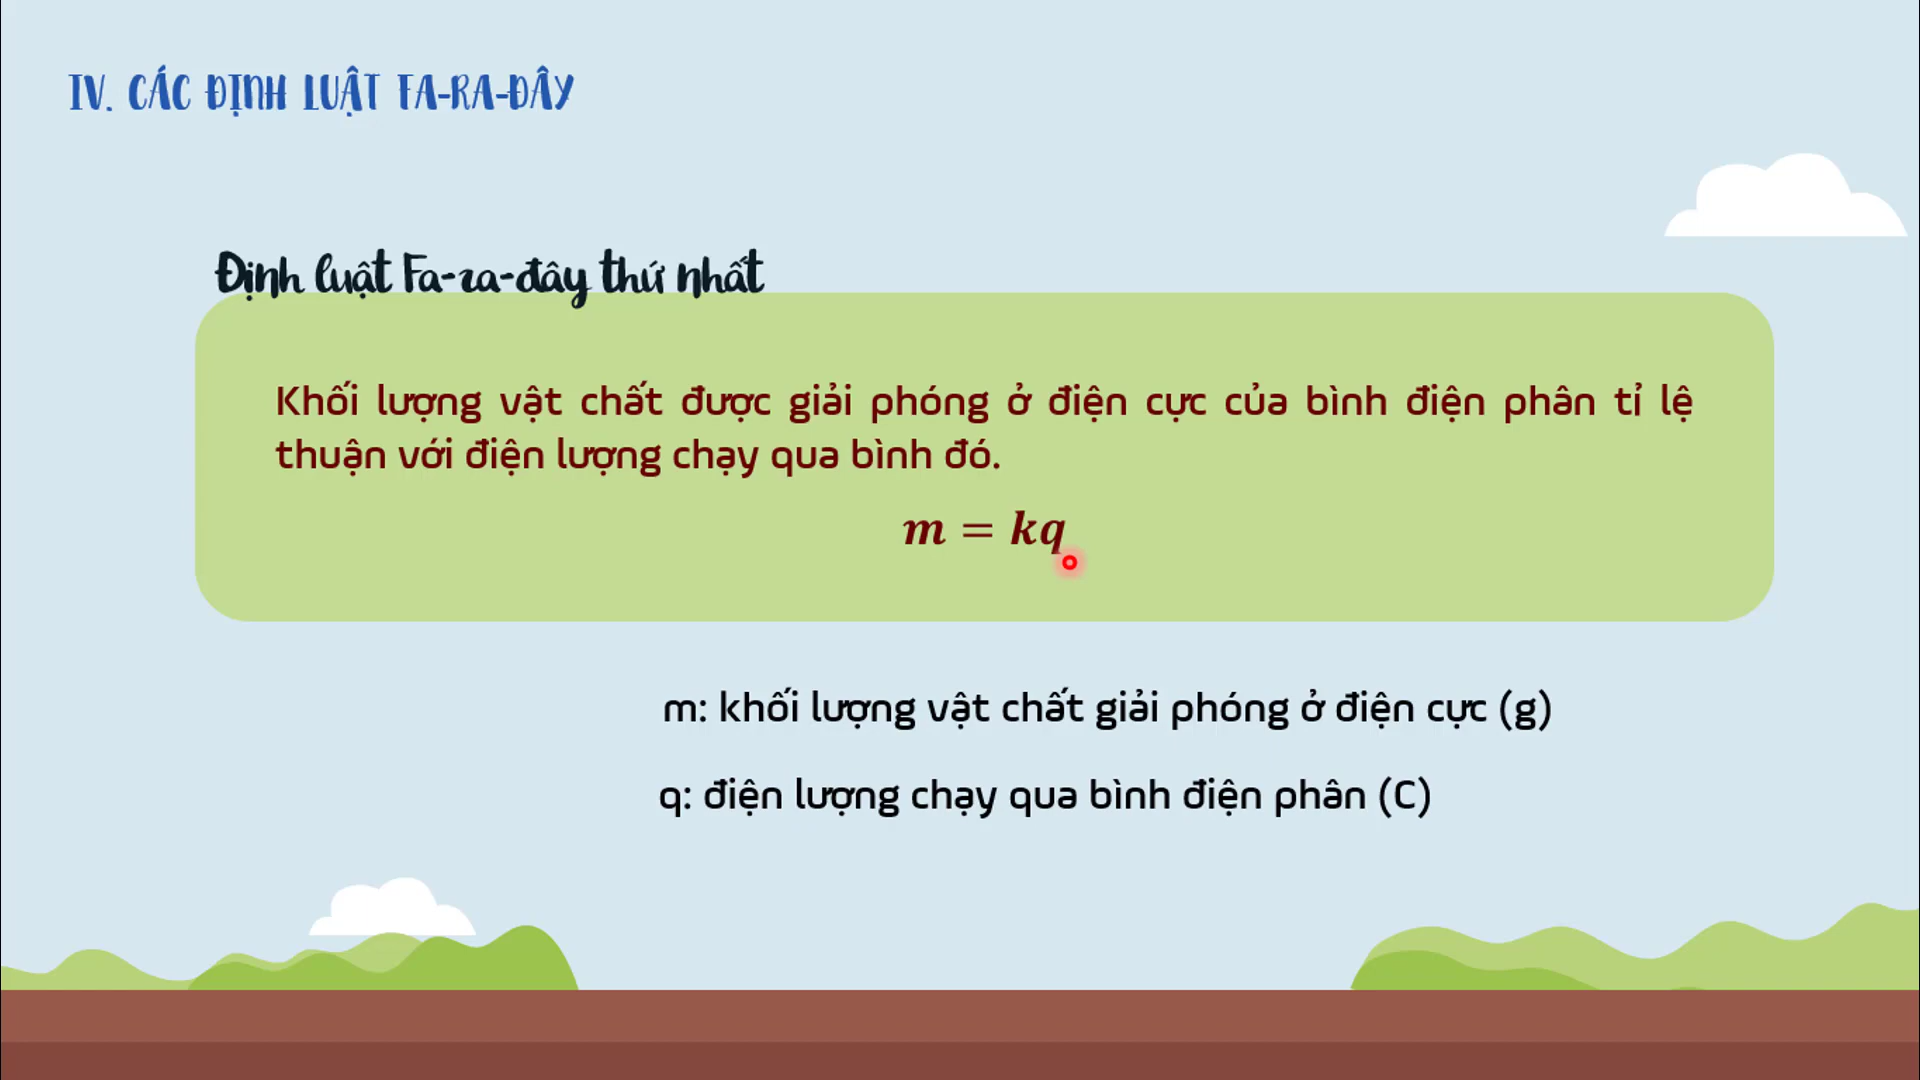 IV. CÁC ĐỊNH LUẬT FA-RA-ĐÂY
Định luật Fa-ra-đây thứ nhất
Khối lượng vật chất được giải phóng ở điện cực của bình điện phân tỉ lệ
thuận với điện lượng chạy qua bình đó.
m = kq
m: khối lượng vật chất giải phóng ở điện cực (g)
q: điện lượng chạy qua bình điện phân (C)